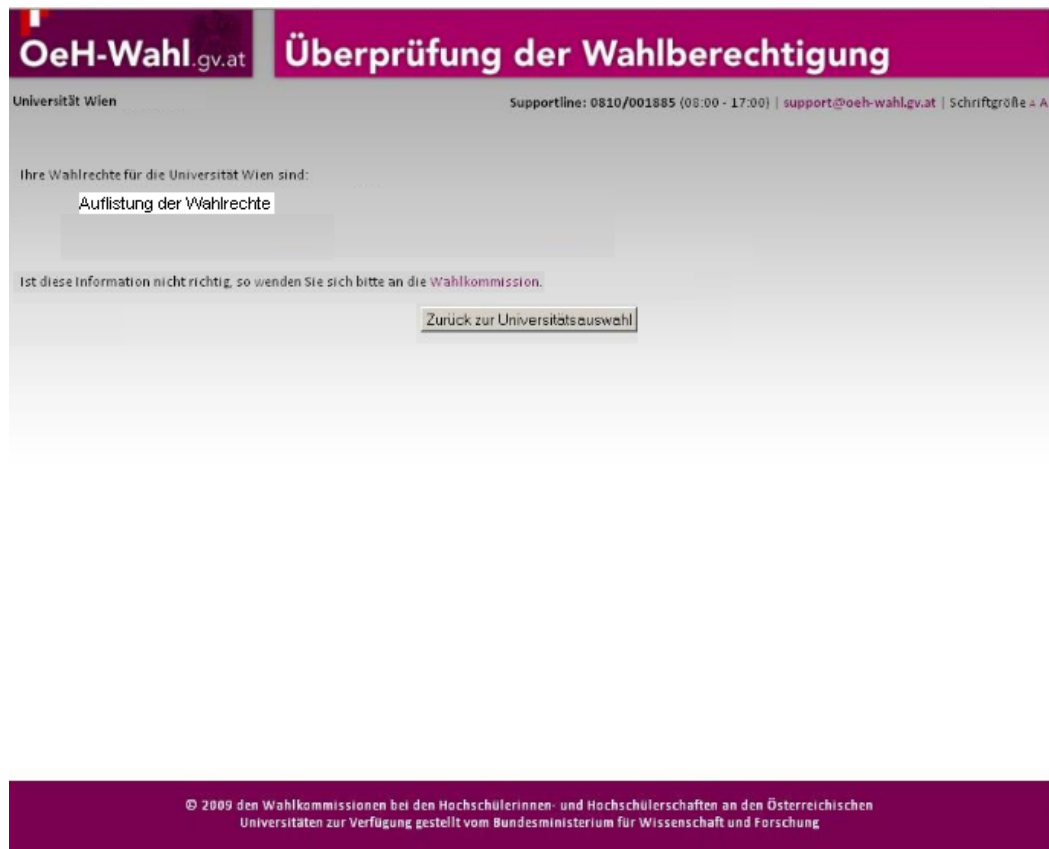 OeH-Wahl.gv.at Überprüfung der Wahlberechtigung
Universität Wien Supportline: 0810/001885 (08:00 - 17:00) | support@oeh-wahl.gv.at | Schriftgröße A A
Ihre Wahlrechte für die Universität Wien sind:
Auflistung der Wahlrechte
Ist diese Information nicht richtig, so wenden Sie sich bitte an die Wahlkommission.
Zurück zur Universitätsauswahl
© 2009 den Wahlkommissionen bei den Hochschülerinnen- und Hochschülerschaften an den Österreichischen
Universitäten zur Verfügung gestellt vom Bundesministerium für Wissenschaft und Forschung